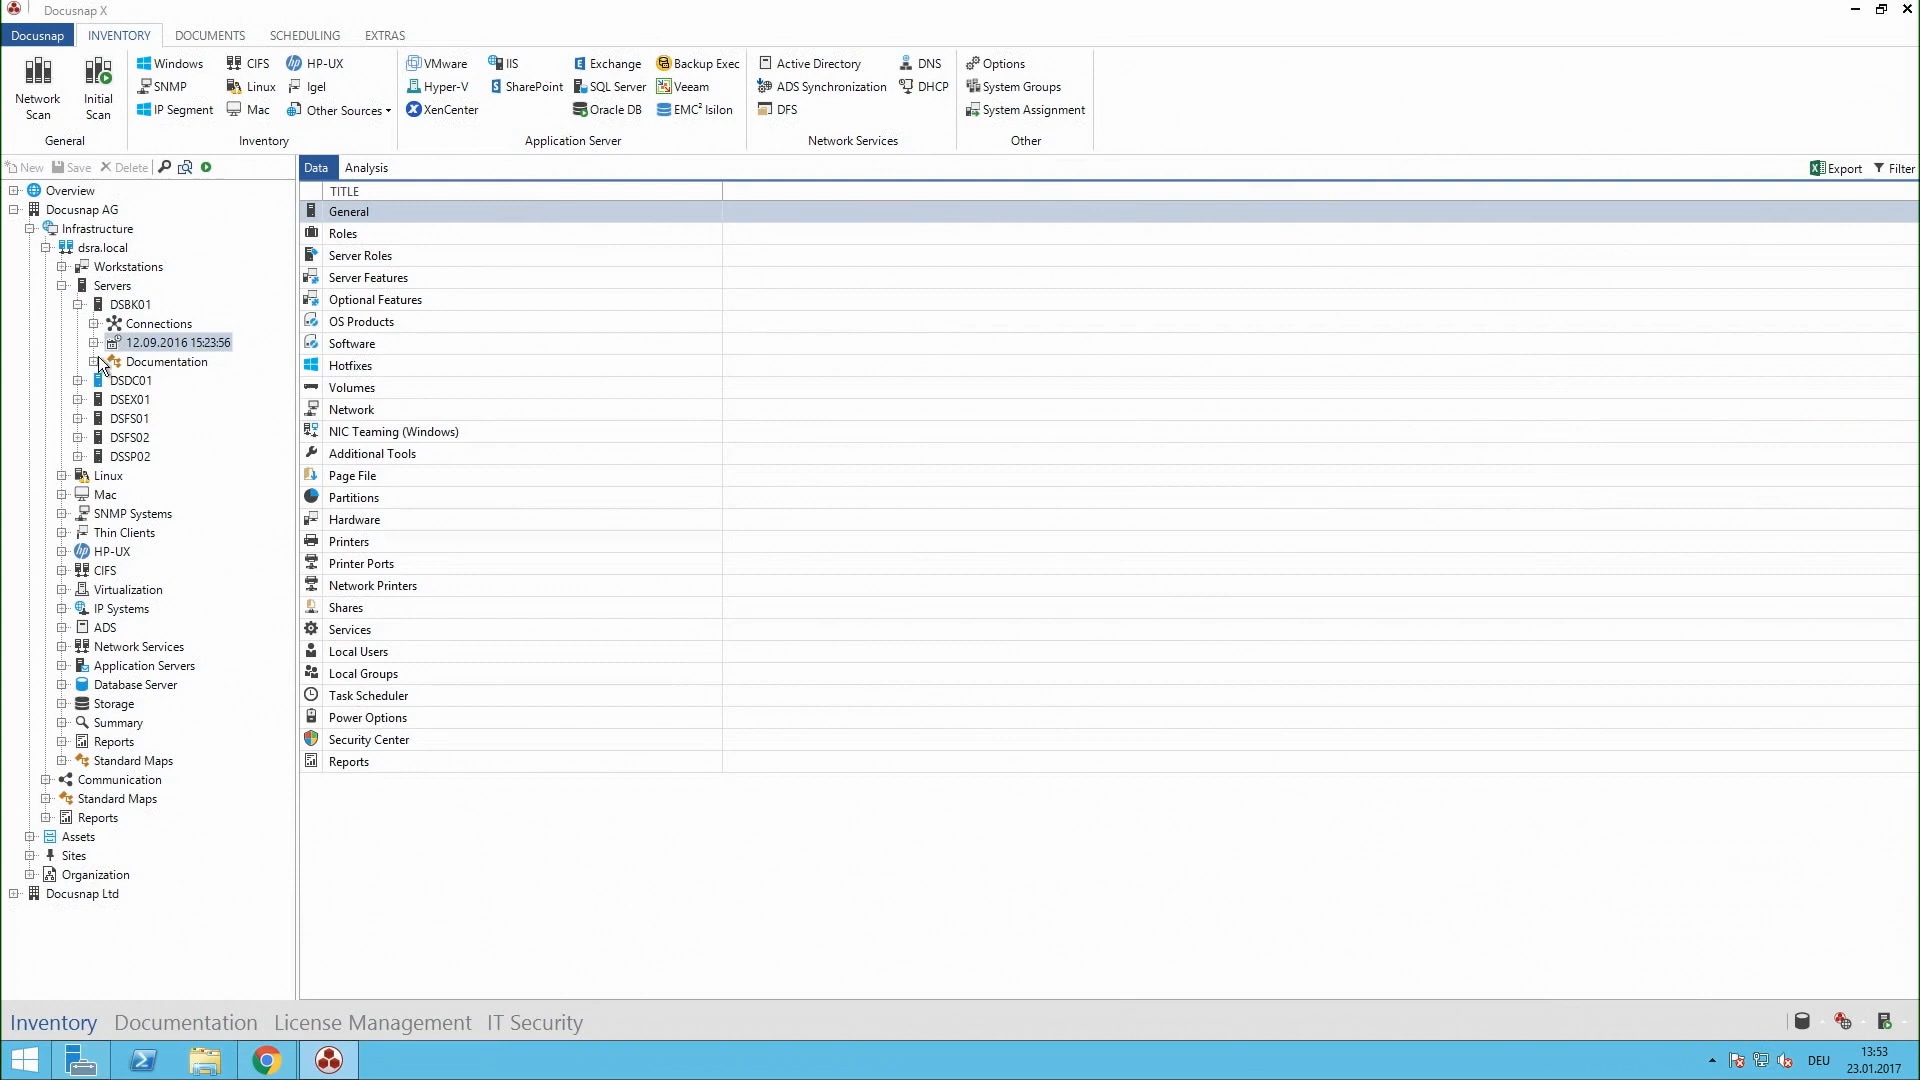 Docusnap X
Docusnap INVENTORY DOCUMENTS SCHEDULING EXTRAS
Network Scan
Initial Scan
General
Windows CIFS HP-UX
SNMP Linux Igel
IP Segment Mac Other Sources
Inventory
VMware IIS Exchange Backup Exec
Hyper-V SharePoint SQL Server Veeam
XenCenter Oracle DB EMC² Isilon
Application Server
Active Directory DNS
ADS Synchronization DHCP
DFS
Network Services
Options
System Groups
System Assignment
Other
New Save Delete
Overview
Docusnap AG
Infrastructure
dsra.local
Workstations
Servers
DSBK01
Connections
12.09.2016 15:23:56
Documentation
DSDC01
DSEX01
DSFS01
DSFS02
DSSP02
Linux
Mac
SNMP Systems
Thin Clients
HP-UX
CIFS
Virtualization
IP Systems
ADS
Network Services
Application Servers
Database Server
Storage
Summary
Reports
Standard Maps
Communication
Standard Maps
Reports
Assets
Sites
Organization
Docusnap Ltd
Data Analysis Export Filter
TITLE
General
Roles
Server Roles
Server Features
Optional Features
OS Products
Software
Hotfixes
Volumes
Network
NIC Teaming (Windows)
Additional Tools
Page File
Partitions
Hardware
Printers
Printer Ports
Network Printers
Shares
Services
Local Users
Local Groups
Task Scheduler
Power Options
Security Center
Reports
Inventory Documentation License Management IT Security
DEU
13:53
23.01.2017